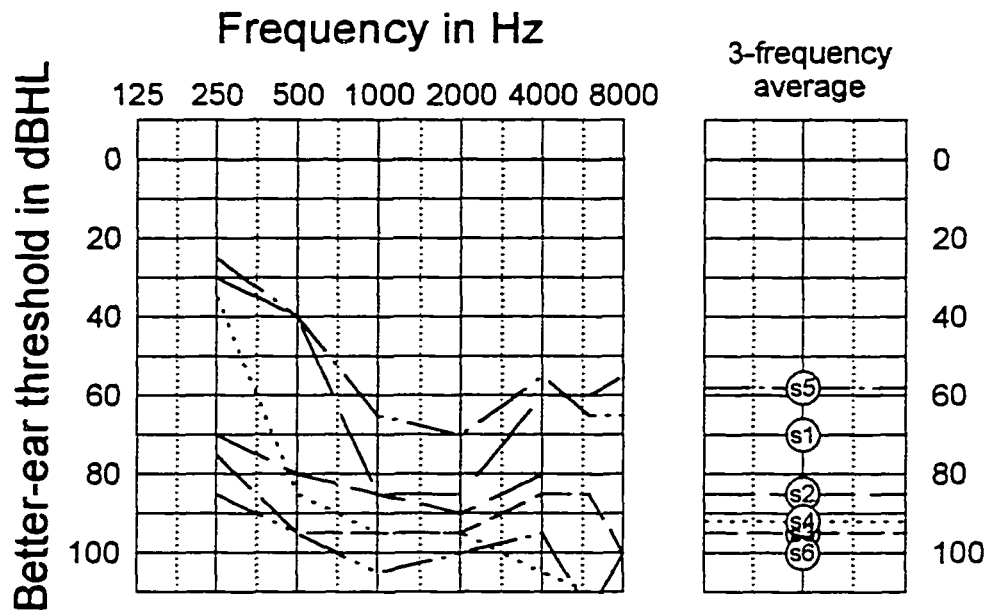 Frequency in Hz
3-frequency
average
125 250 500 1000 2000 4000 8000
Better-ear threshold in dBHL
0 0
20 20
40 40
60 60
80 80
100 100
s5
s1
s2
s4
s3
s6